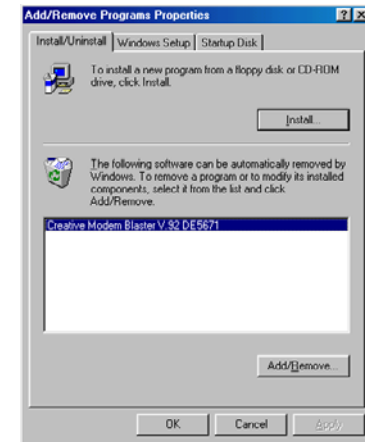 Add/Remove Programs Properties
Install/Uninstall Windows Setup Startup Disk
To install a new program from a floppy disk or CD-ROM
drive, click Install.
Install...
The following software can be automatically removed by
Windows. To remove a program or to modify its installed
components, select it from the list and click
Add/Remove.
Creative Modem Blaster V.92 DE5671
Add/Remove...
OK Cancel Apply